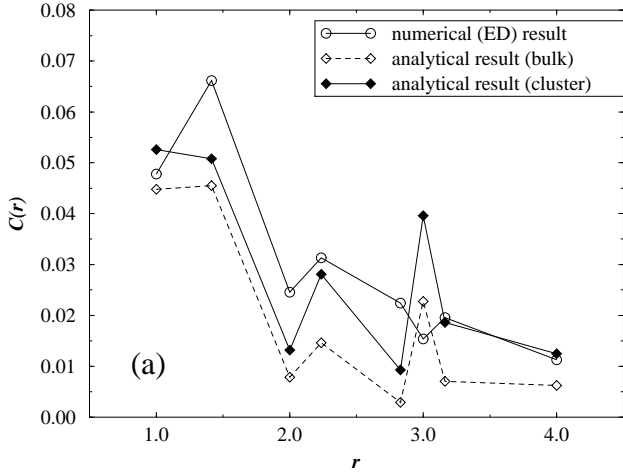 0.08
0.07
0.06
0.05
0.04
0.03
0.02
0.01
0.00
C(r)
numerical (ED) result
analytical result (bulk)
analytical result (cluster)
(a)
1.0 2.0 3.0 4.0
r